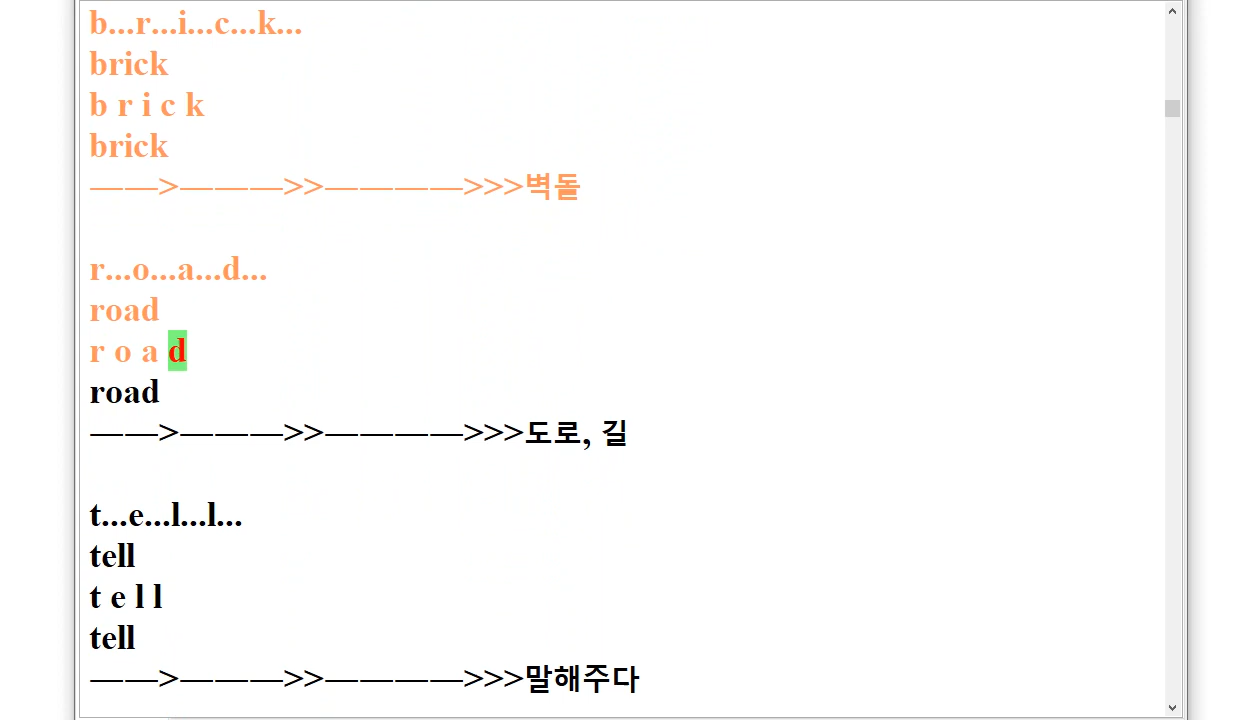 b...r...i...c...k...
brick
b r i c k
brick
——>———>>————>>>벽돌
r...o...a...d...
road
r o a d
road
——>———>>————>>>도로, 길
t...e...l...l...
tell
t e l l
tell
——>———>>————>>>말해주다